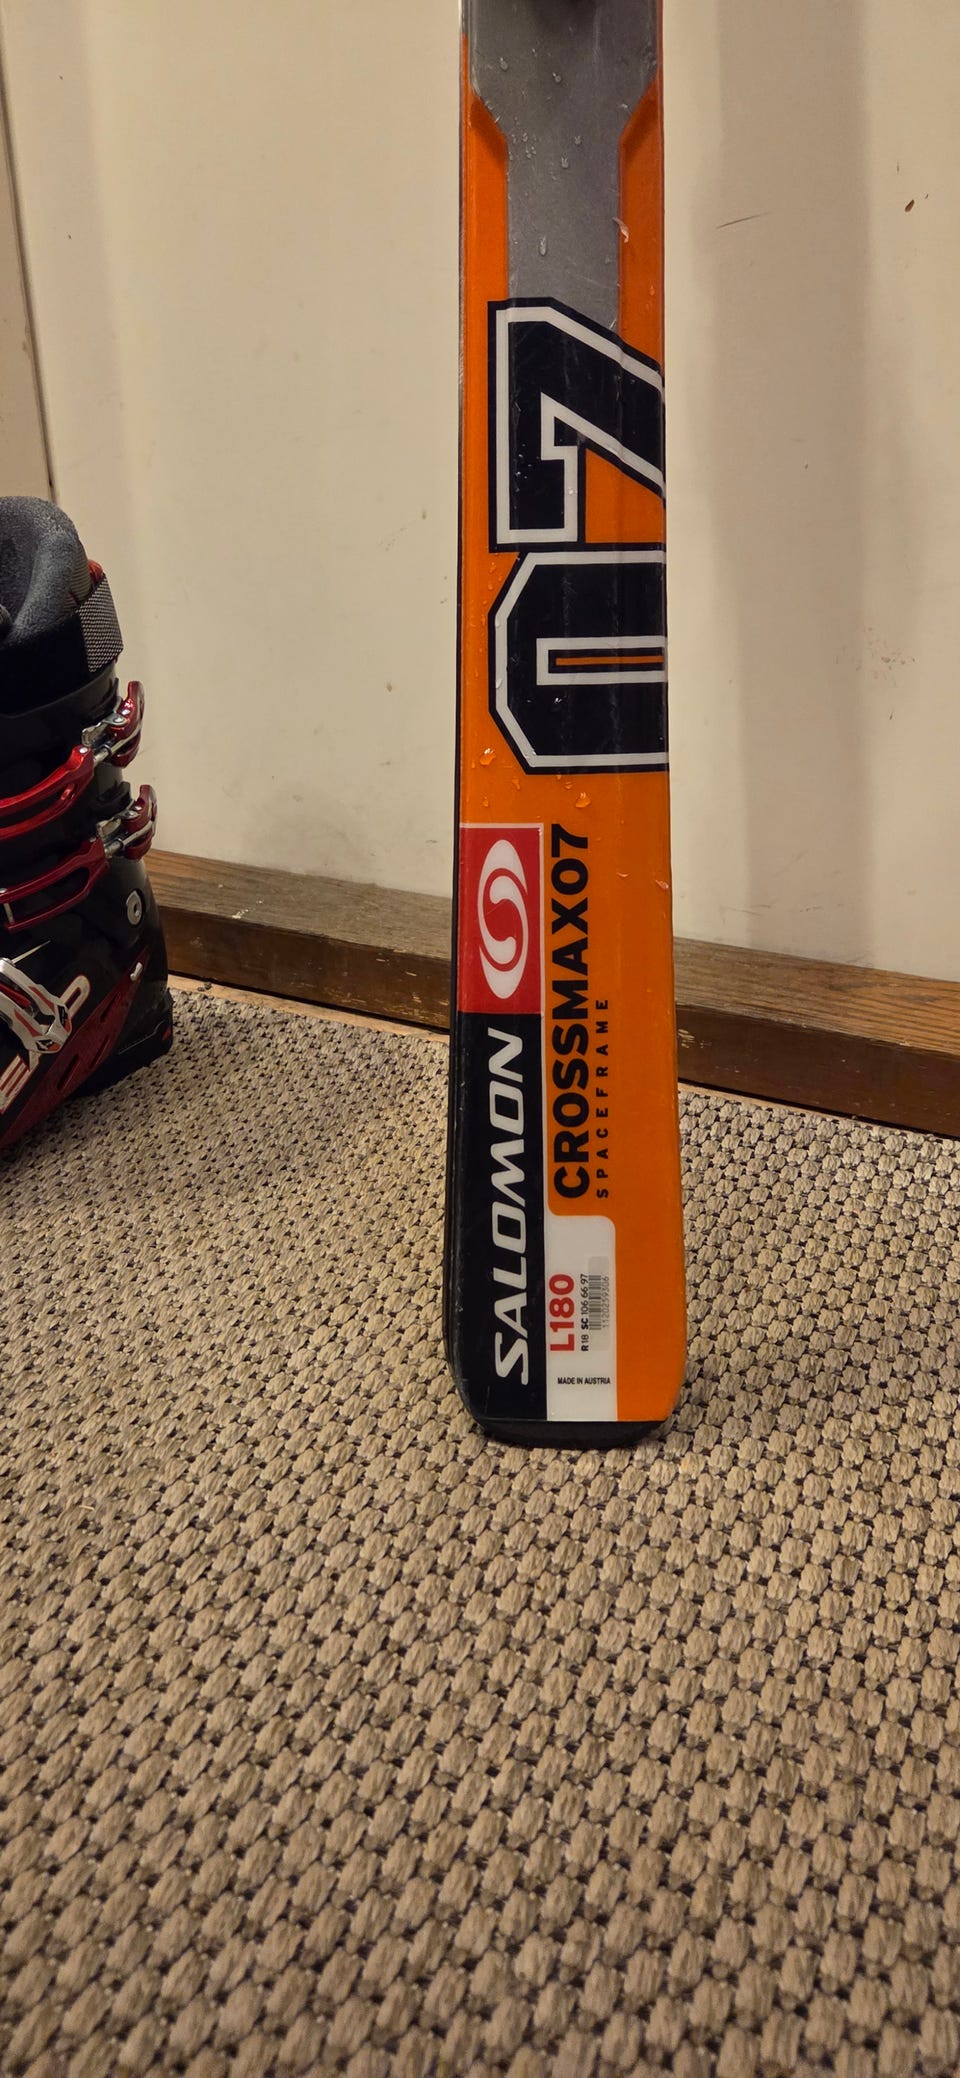 07
SALOMON
CROSSMAX07
SPACEFRAME
L180
R18 SC 106 66 97
MADE IN AUSTRIA